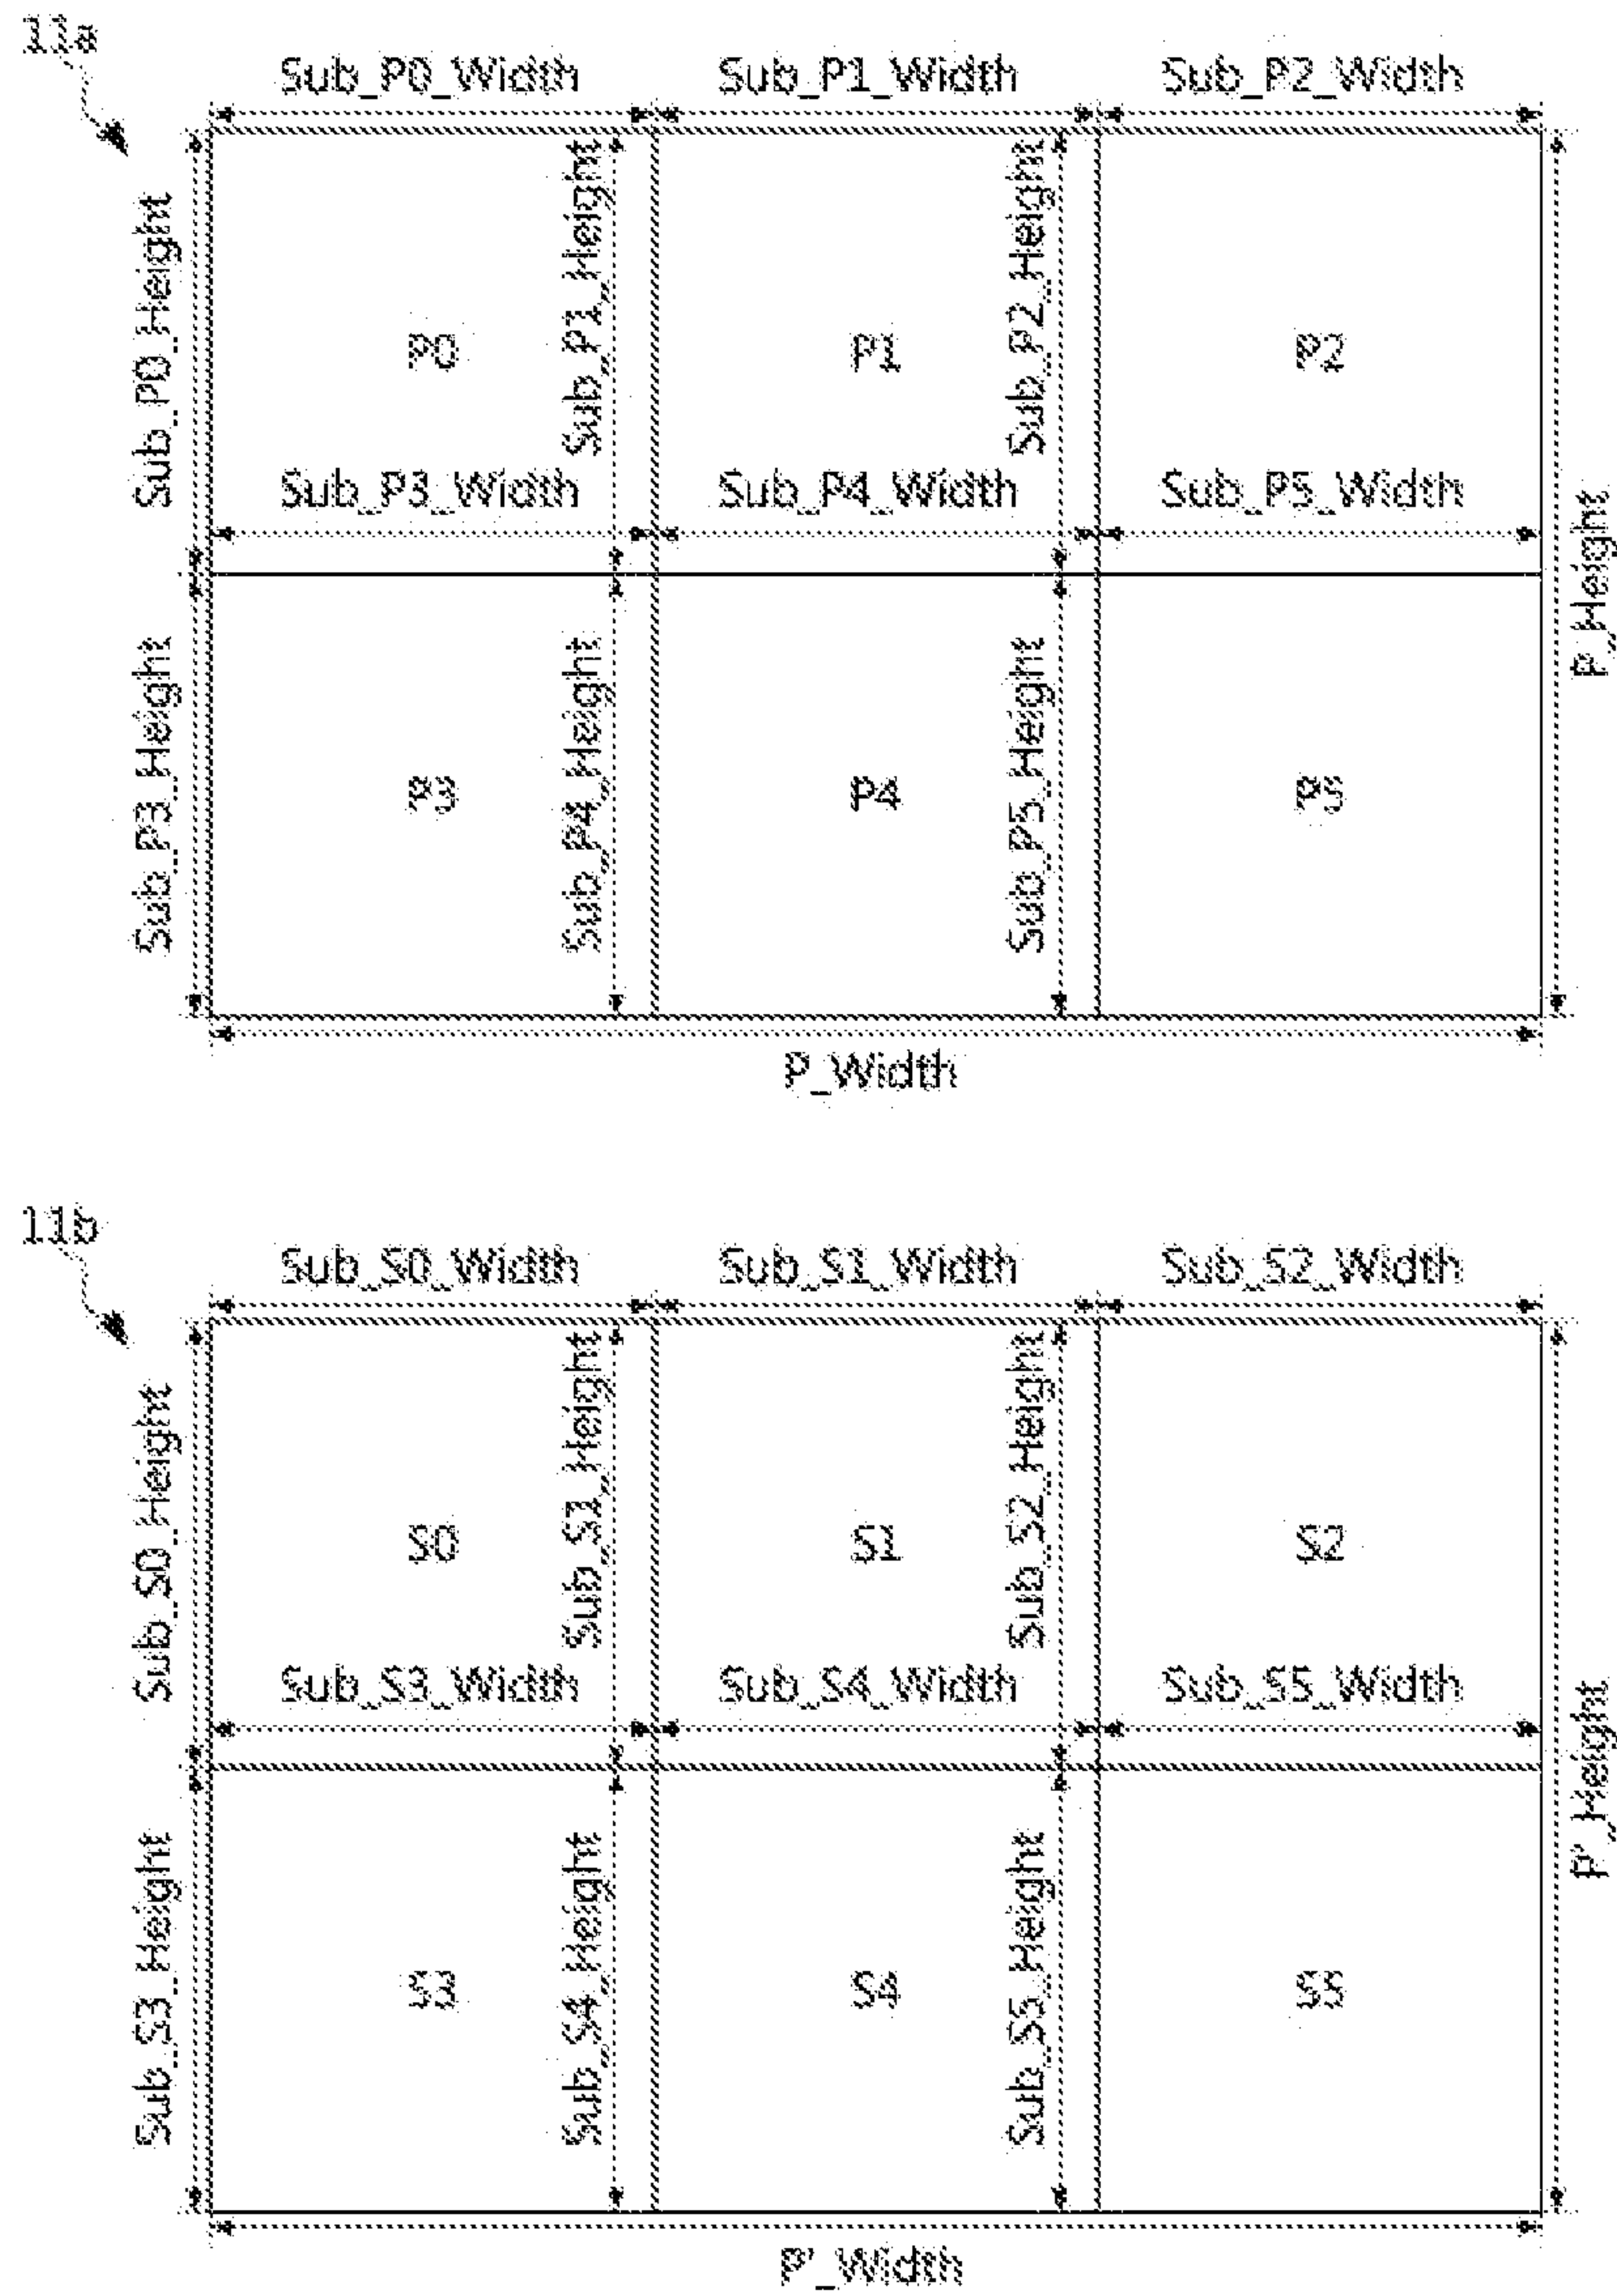 11a
Sub_P0_Width Sub_P1_Width Sub_P2_Width
Sub_P0_Height
Sub_P1_Height
Sub_P2_Height
P0 P1 P2
Sub_P3_Width Sub_P4_Width Sub_P5_Width
P_Height
Sub_P3_Height
Sub_P4_Height
Sub_P5_Height
P3 P4 P5
P_Width
11b
Sub_S0_Width Sub_S1_Width Sub_S2_Width
Sub_S0_Height
Sub_S1_Height
Sub_S2_Height
S0 S1 S2
Sub_S3_Width Sub_S4_Width Sub_S5_Width
P'_Height
Sub_S3_Height
Sub_S4_Height
Sub_S5_Height
S3 S4 S5
P'_Width